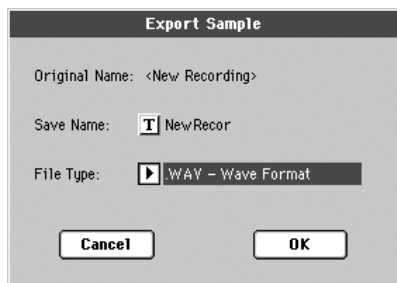 Export Sample
Original Name: <New Recording>
Save Name: T NewRecor
File Type: .WAV – Wave Format
Cancel OK